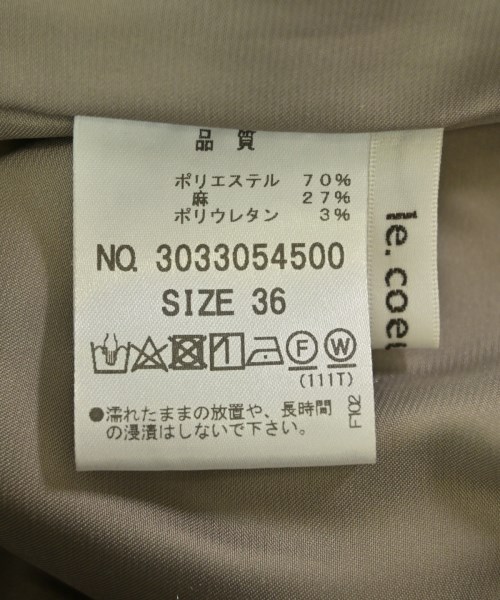 品質
ポリエステル 70%
麻 27%
ポリウレタン 3%
NO. 3033054500
SIZE 36
F W
(111T)
●濡れたままの放置や、長時間
の浸漬はしないで下さい。
F102
ie.coeu